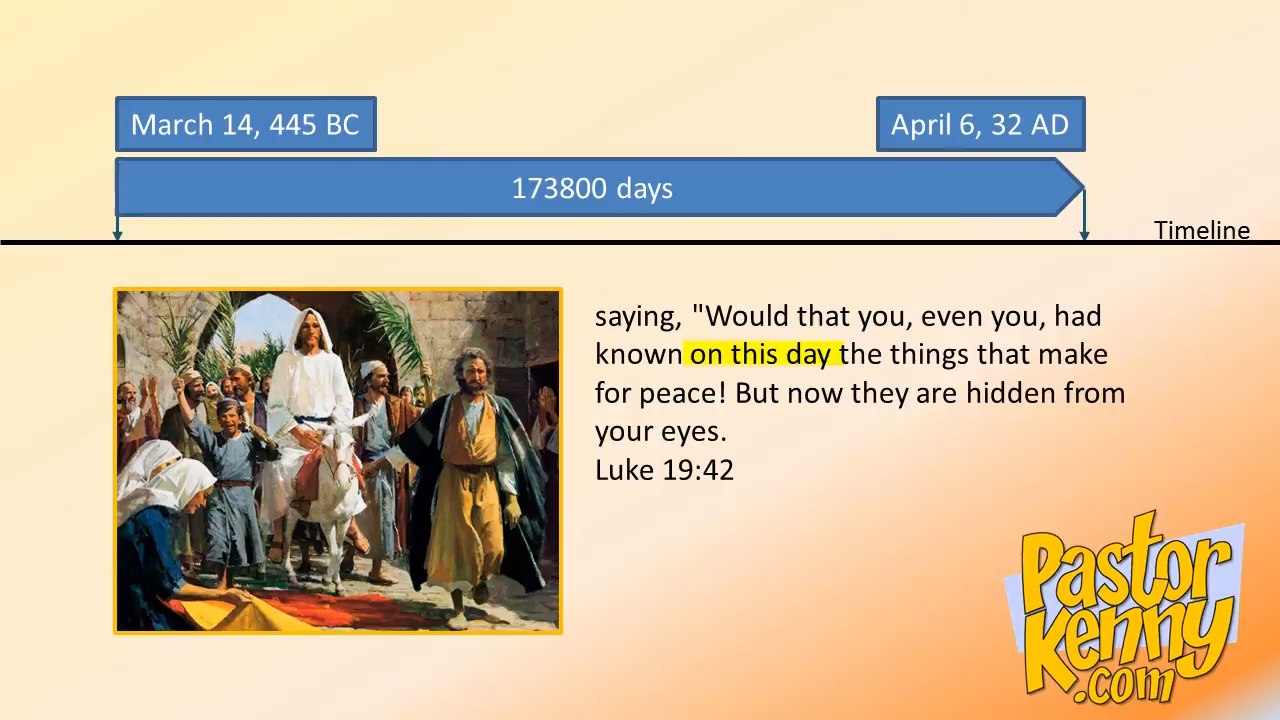 March 14, 445 BC
April 6, 32 AD
173800 days
Timeline
saying, "Would that you, even you, had
known on this day the things that make
for peace! But now they are hidden from
your eyes.
Luke 19:42
Pastor
Kenny
.com